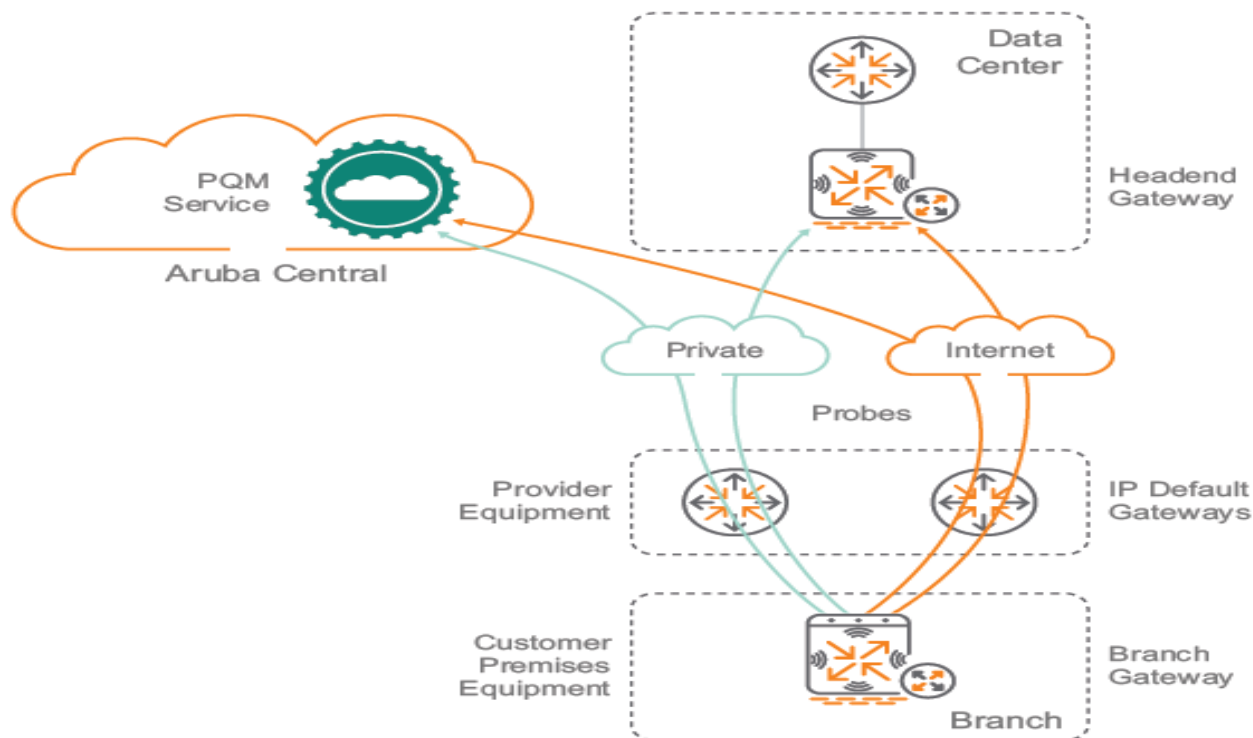 Data
Center
PQM
Service
Headend
Gateway
Aruba Central
Private
Internet
Probes
Provider
Equipment
IP Default
Gateways
Customer
Premises
Equipment
Branch
Gateway
Branch